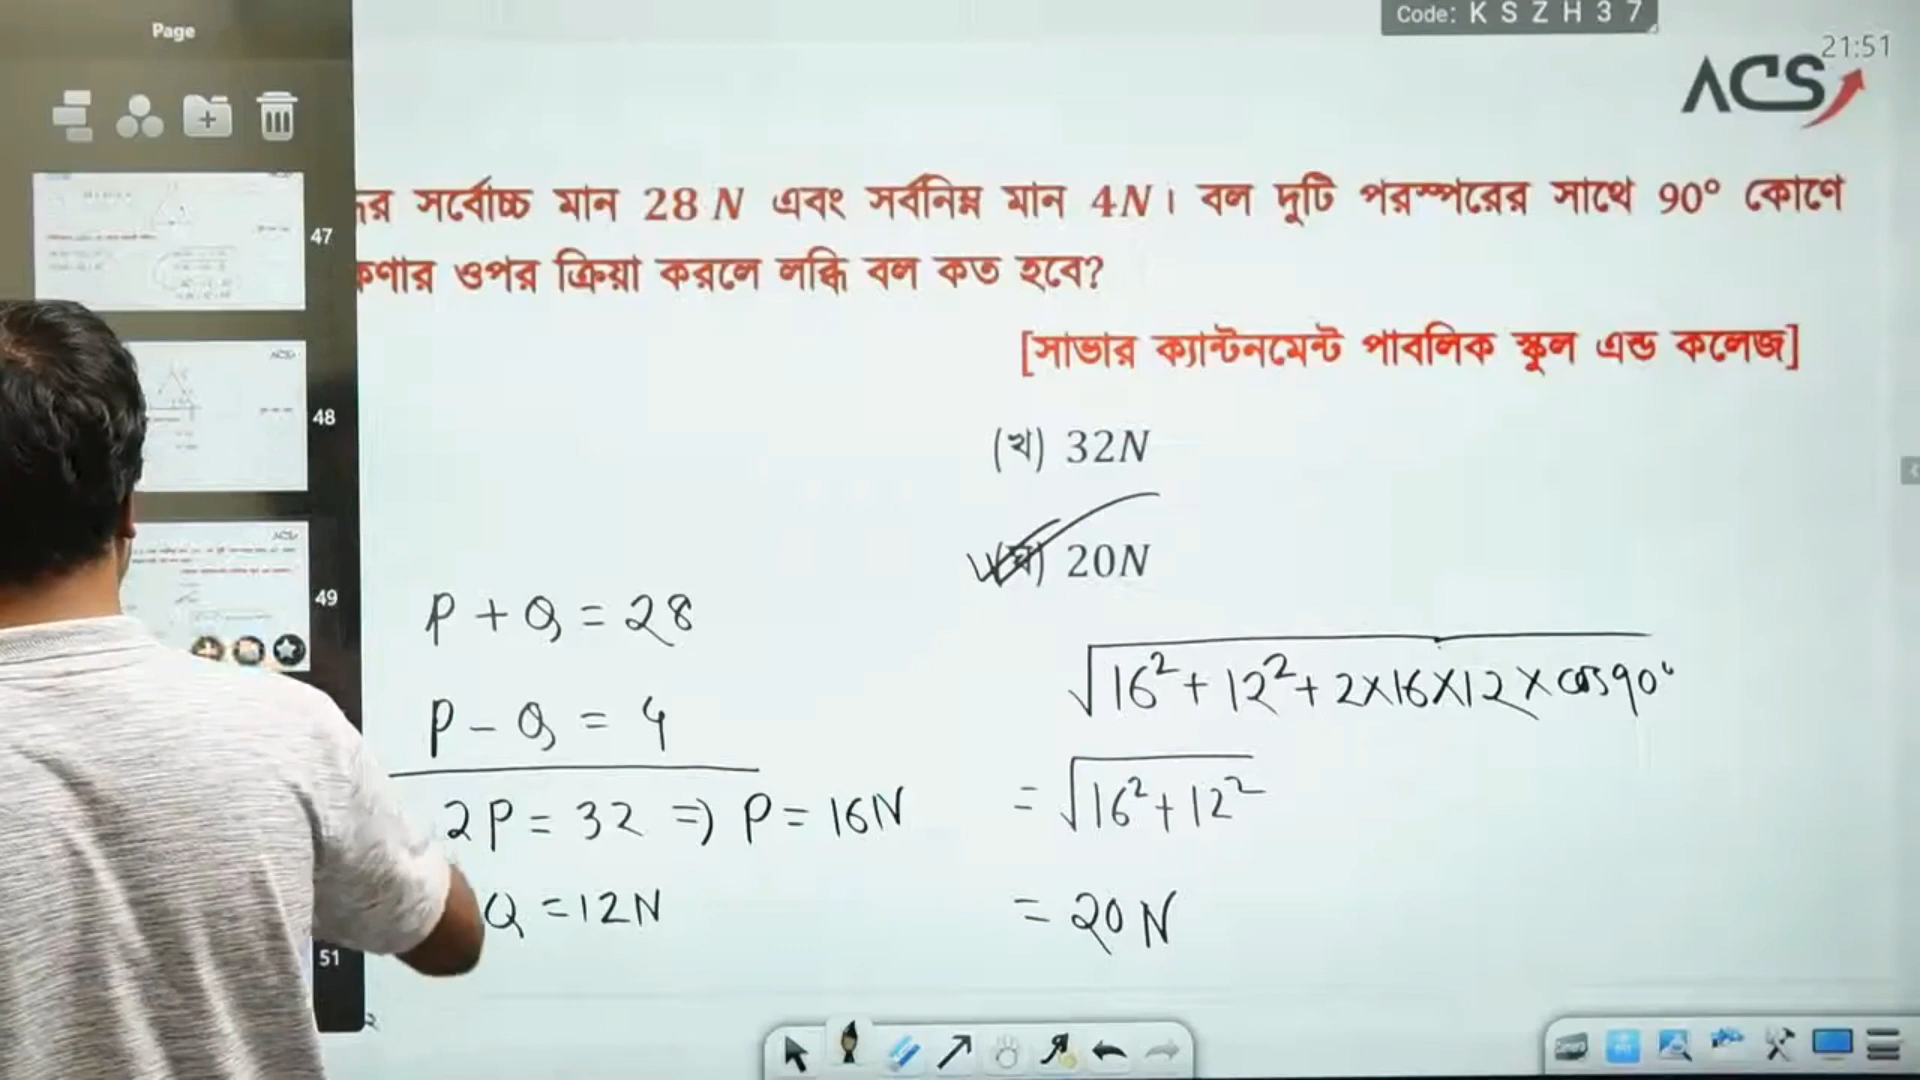 Page
Code: K S Z H 3 7
21:51
ACS
সর্বোচ্চ মান 28 N এবং সর্বনিম্ন মান 4N। বল দুটি পরস্পরের সাথে 90° কোণে
ওপর ক্রিয়া করলে লব্ধি বল কত হবে?
[সাভার ক্যান্টনমেন্ট পাবলিক স্কুল এন্ড কলেজ]
(খ) 32N
(ঘ) 20N
P + Q = 28
P - Q = 4
2P = 32 => P = 16N
Q = 12N
√16² + 12² + 2×16×12×cos90°
= √16² + 12²
= 20 N
47
48
49
51